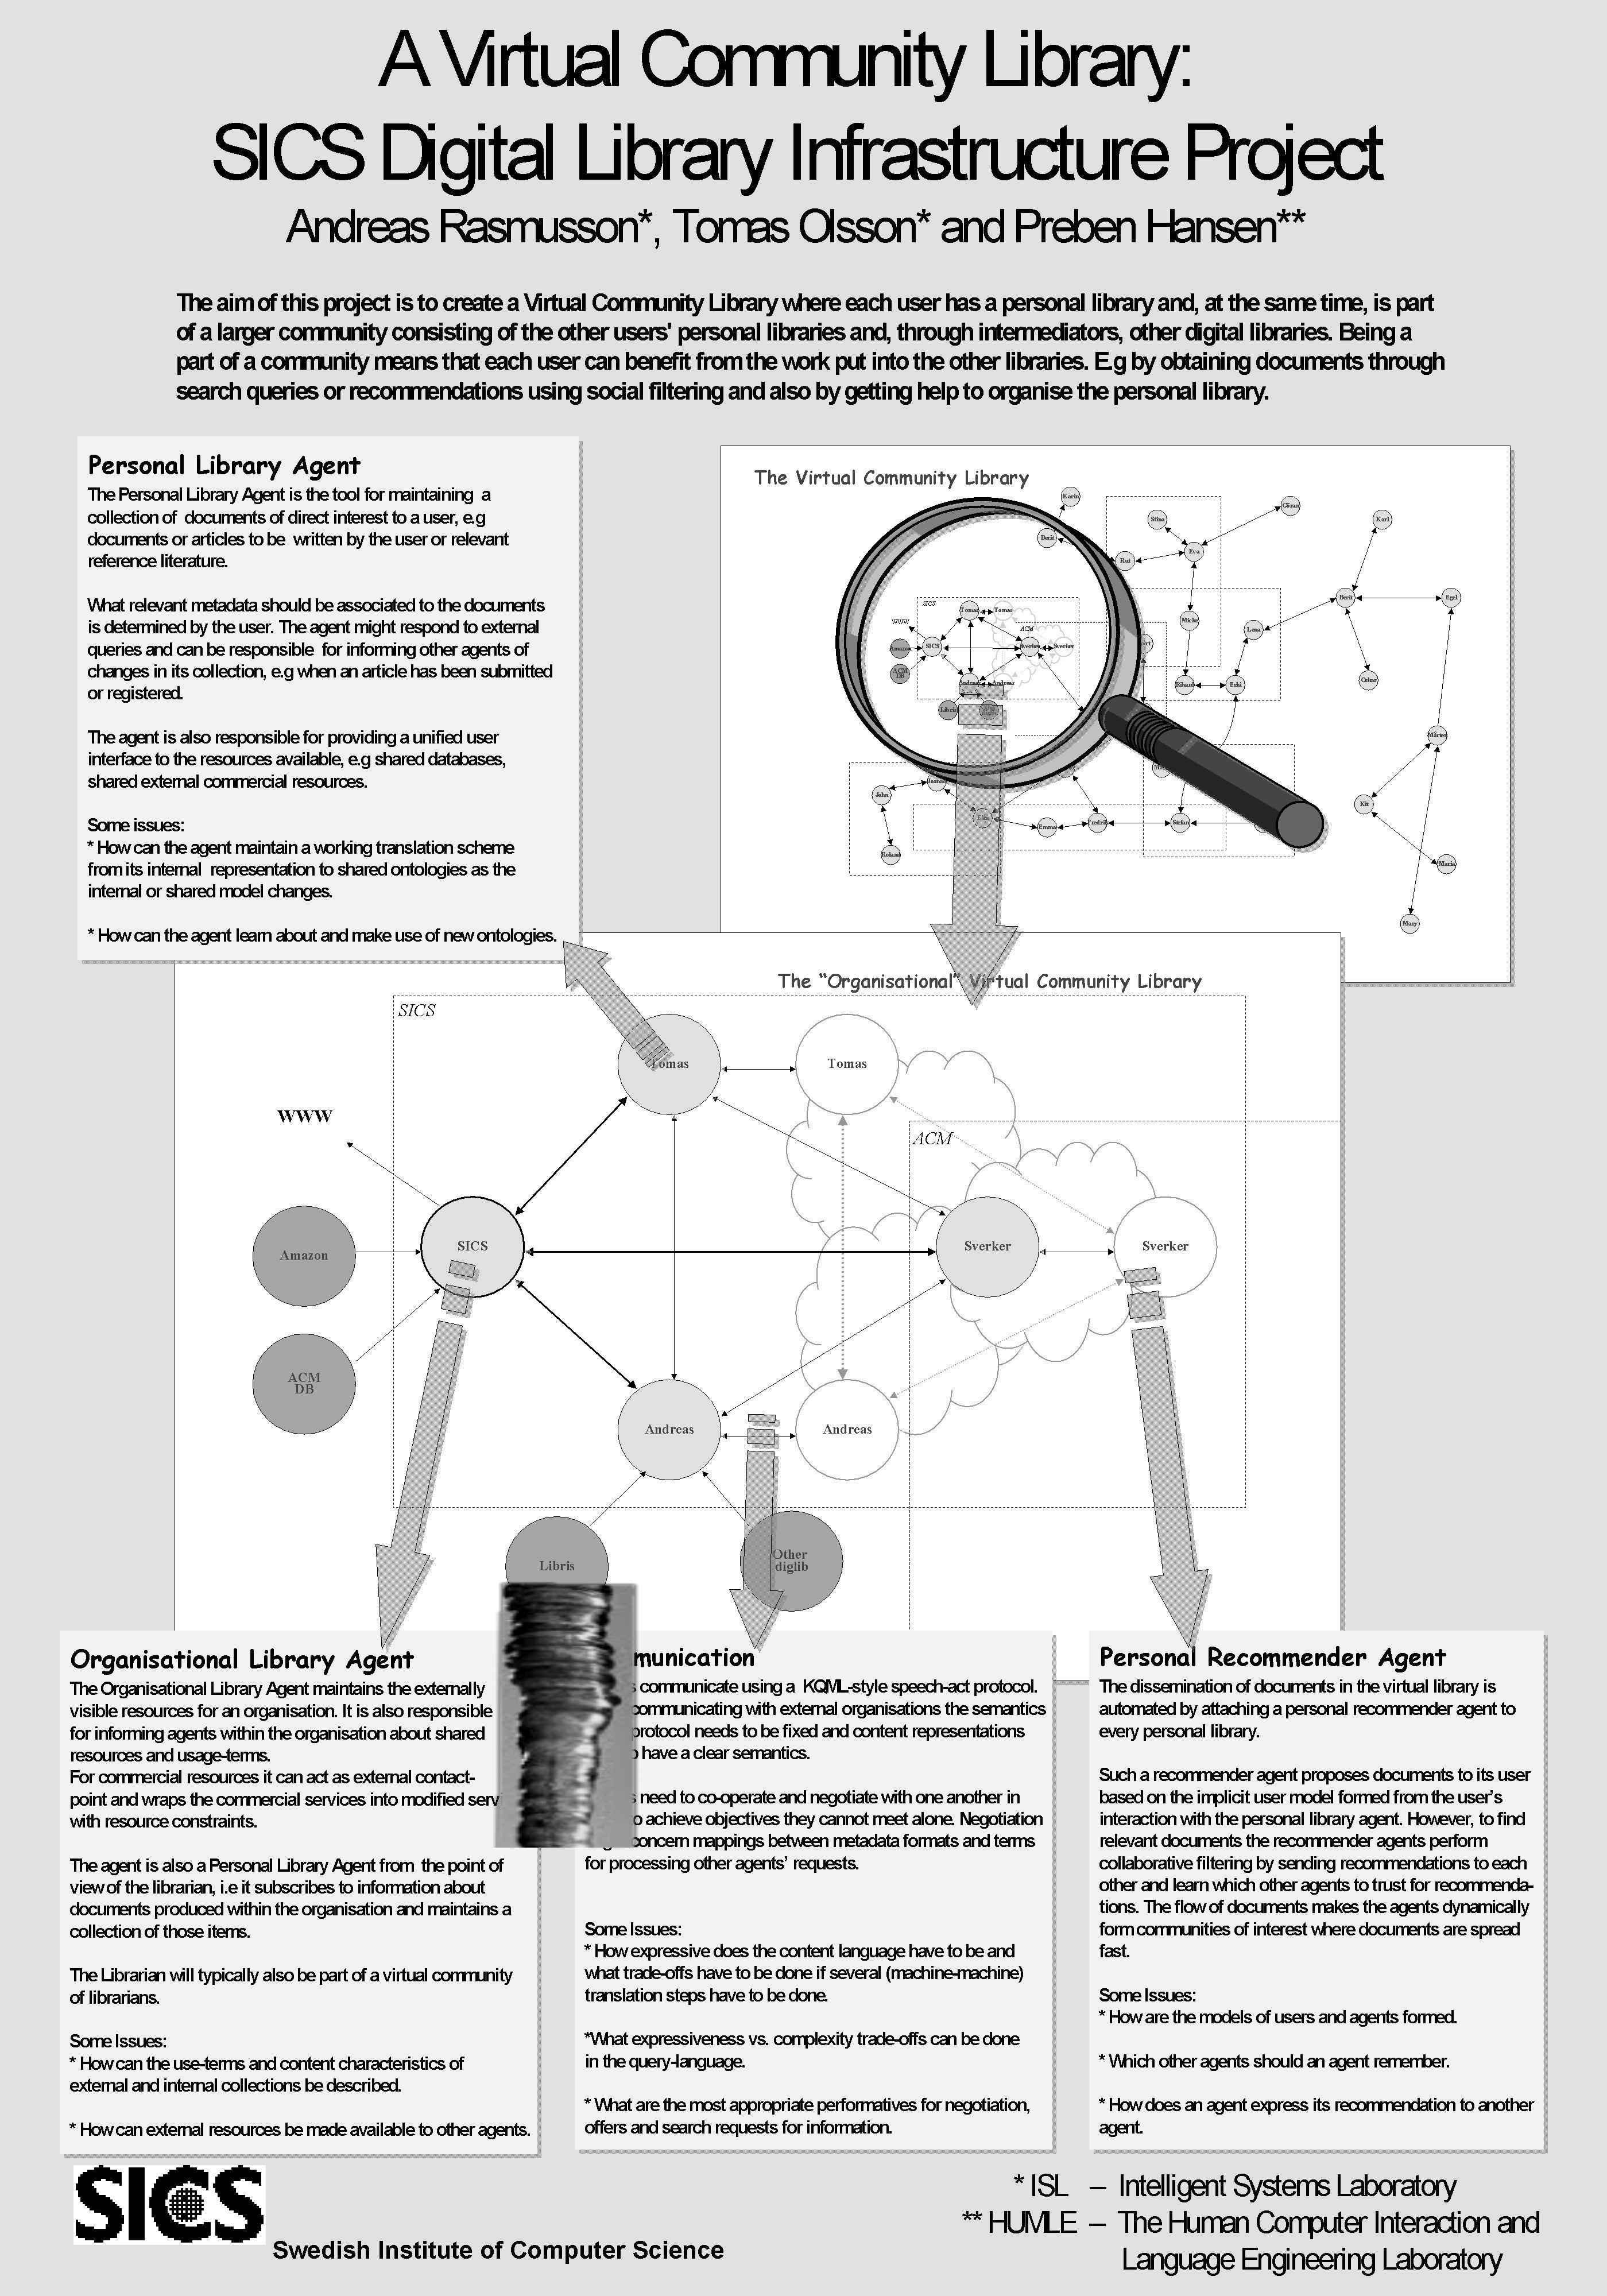 A Virtual Community Library:
SICS Digital Library Infrastructure Project
Andreas Rasmusson*, Tomas Olsson* and Preben Hansen**
The aim of this project is to create a Virtual Community Library where each user has a personal library and, at the same time, is part
of a larger community consisting of the other users' personal libraries and, through intermediators, other digital libraries. Being a
part of a community means that each user can benefit from the work put into the other libraries. E.g by obtaining documents through
search queries or recommendations using social filtering and also by getting help to organise the personal library.
Personal Library Agent
The Personal Library Agent is the tool for maintaining a
collection of documents of direct interest to a user, e.g
documents or articles to be written by the user or relevant
reference literature.
What relevant metadata should be associated to the documents
is determined by the user. The agent might respond to external
queries and can be responsible for informing other agents of
changes in its collection, e.g when an article has been submitted
or registered.
The agent is also responsible for providing a unified user
interface to the resources available, e.g shared databases,
shared external commercial resources.
Some issues:
* How can the agent maintain a working translation scheme
from its internal representation to shared ontologies as the
internal or shared model changes.
* How can the agent learn about and make use of new ontologies.
The Virtual Community Library
Karin
Göran
Stina
Karl
Berit
Eva
Rut
SICS
Tomas
Tomas
Berit
Egil
WWW
Miche
ACM
Lena
Amazon
SICS
Sverker
Sverker
ACM
DB
Oskar
Andreas
Andreas
Rikard
Ecki
Libris
Mårten
Joanna
John
Kit
Elin
Emma
Fredrik
Stefan
Roland
Maria
Mary
The “Organisational” Virtual Community Library
SICS
Tomas
Tomas
WWW
ACM
Amazon
SICS
Sverker
Sverker
ACM
DB
Andreas
Andreas
Libris
Other
diglib
Organisational Library Agent
The Organisational Library Agent maintains the externally
visible resources for an organisation. It is also responsible
for informing agents within the organisation about shared
resources and usage-terms.
For commercial resources it can act as external contact-
point and wraps the commercial services into modified serv
with resource constraints.
The agent is also a Personal Library Agent from the point of
view of the librarian, i.e it subscribes to information about
documents produced within the organisation and maintains a
collection of those items.
The Librarian will typically also be part of a virtual community
of librarians.
Some Issues:
* How can the use-terms and content characteristics of
external and internal collections be described.
* How can external resources be made available to other agents.
munication
s communicate using a KQML-style speech-act protocol.
communicating with external organisations the semantics
protocol needs to be fixed and content representations
have a clear semantics.
need to co-operate and negotiate with one another in
o achieve objectives they cannot meet alone. Negotiation
concern mappings between metadata formats and terms
for processing other agents’ requests.
Some Issues:
* How expressive does the content language have to be and
what trade-offs have to be done if several (machine-machine)
translation steps have to be done.
*What expressiveness vs. complexity trade-offs can be done
in the query-language.
* What are the most appropriate performatives for negotiation,
offers and search requests for information.
Personal Recommender Agent
The dissemination of documents in the virtual library is
automated by attaching a personal recommender agent to
every personal library.
Such a recommender agent proposes documents to its user
based on the implicit user model formed from the user’s
interaction with the personal library agent. However, to find
relevant documents the recommender agents perform
collaborative filtering by sending recommendations to each
other and learn which other agents to trust for recommenda-
tions. The flow of documents makes the agents dynamically
form communities of interest where documents are spread
fast.
Some Issues:
* How are the models of users and agents formed.
* Which other agents should an agent remember.
* How does an agent express its recommendation to another
agent.
SICS
Swedish Institute of Computer Science
* ISL – Intelligent Systems Laboratory
** HUMLE – The Human Computer Interaction and
Language Engineering Laboratory